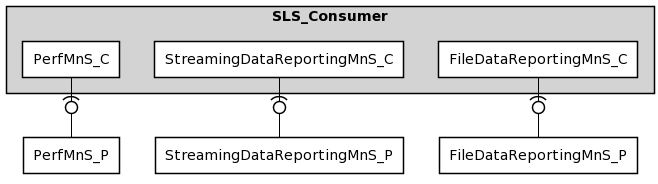 SLS_Consumer
PerfMnS_C
StreamingDataReportingMnS_C
FileDataReportingMnS_C
PerfMnS_P
StreamingDataReportingMnS_P
FileDataReportingMnS_P